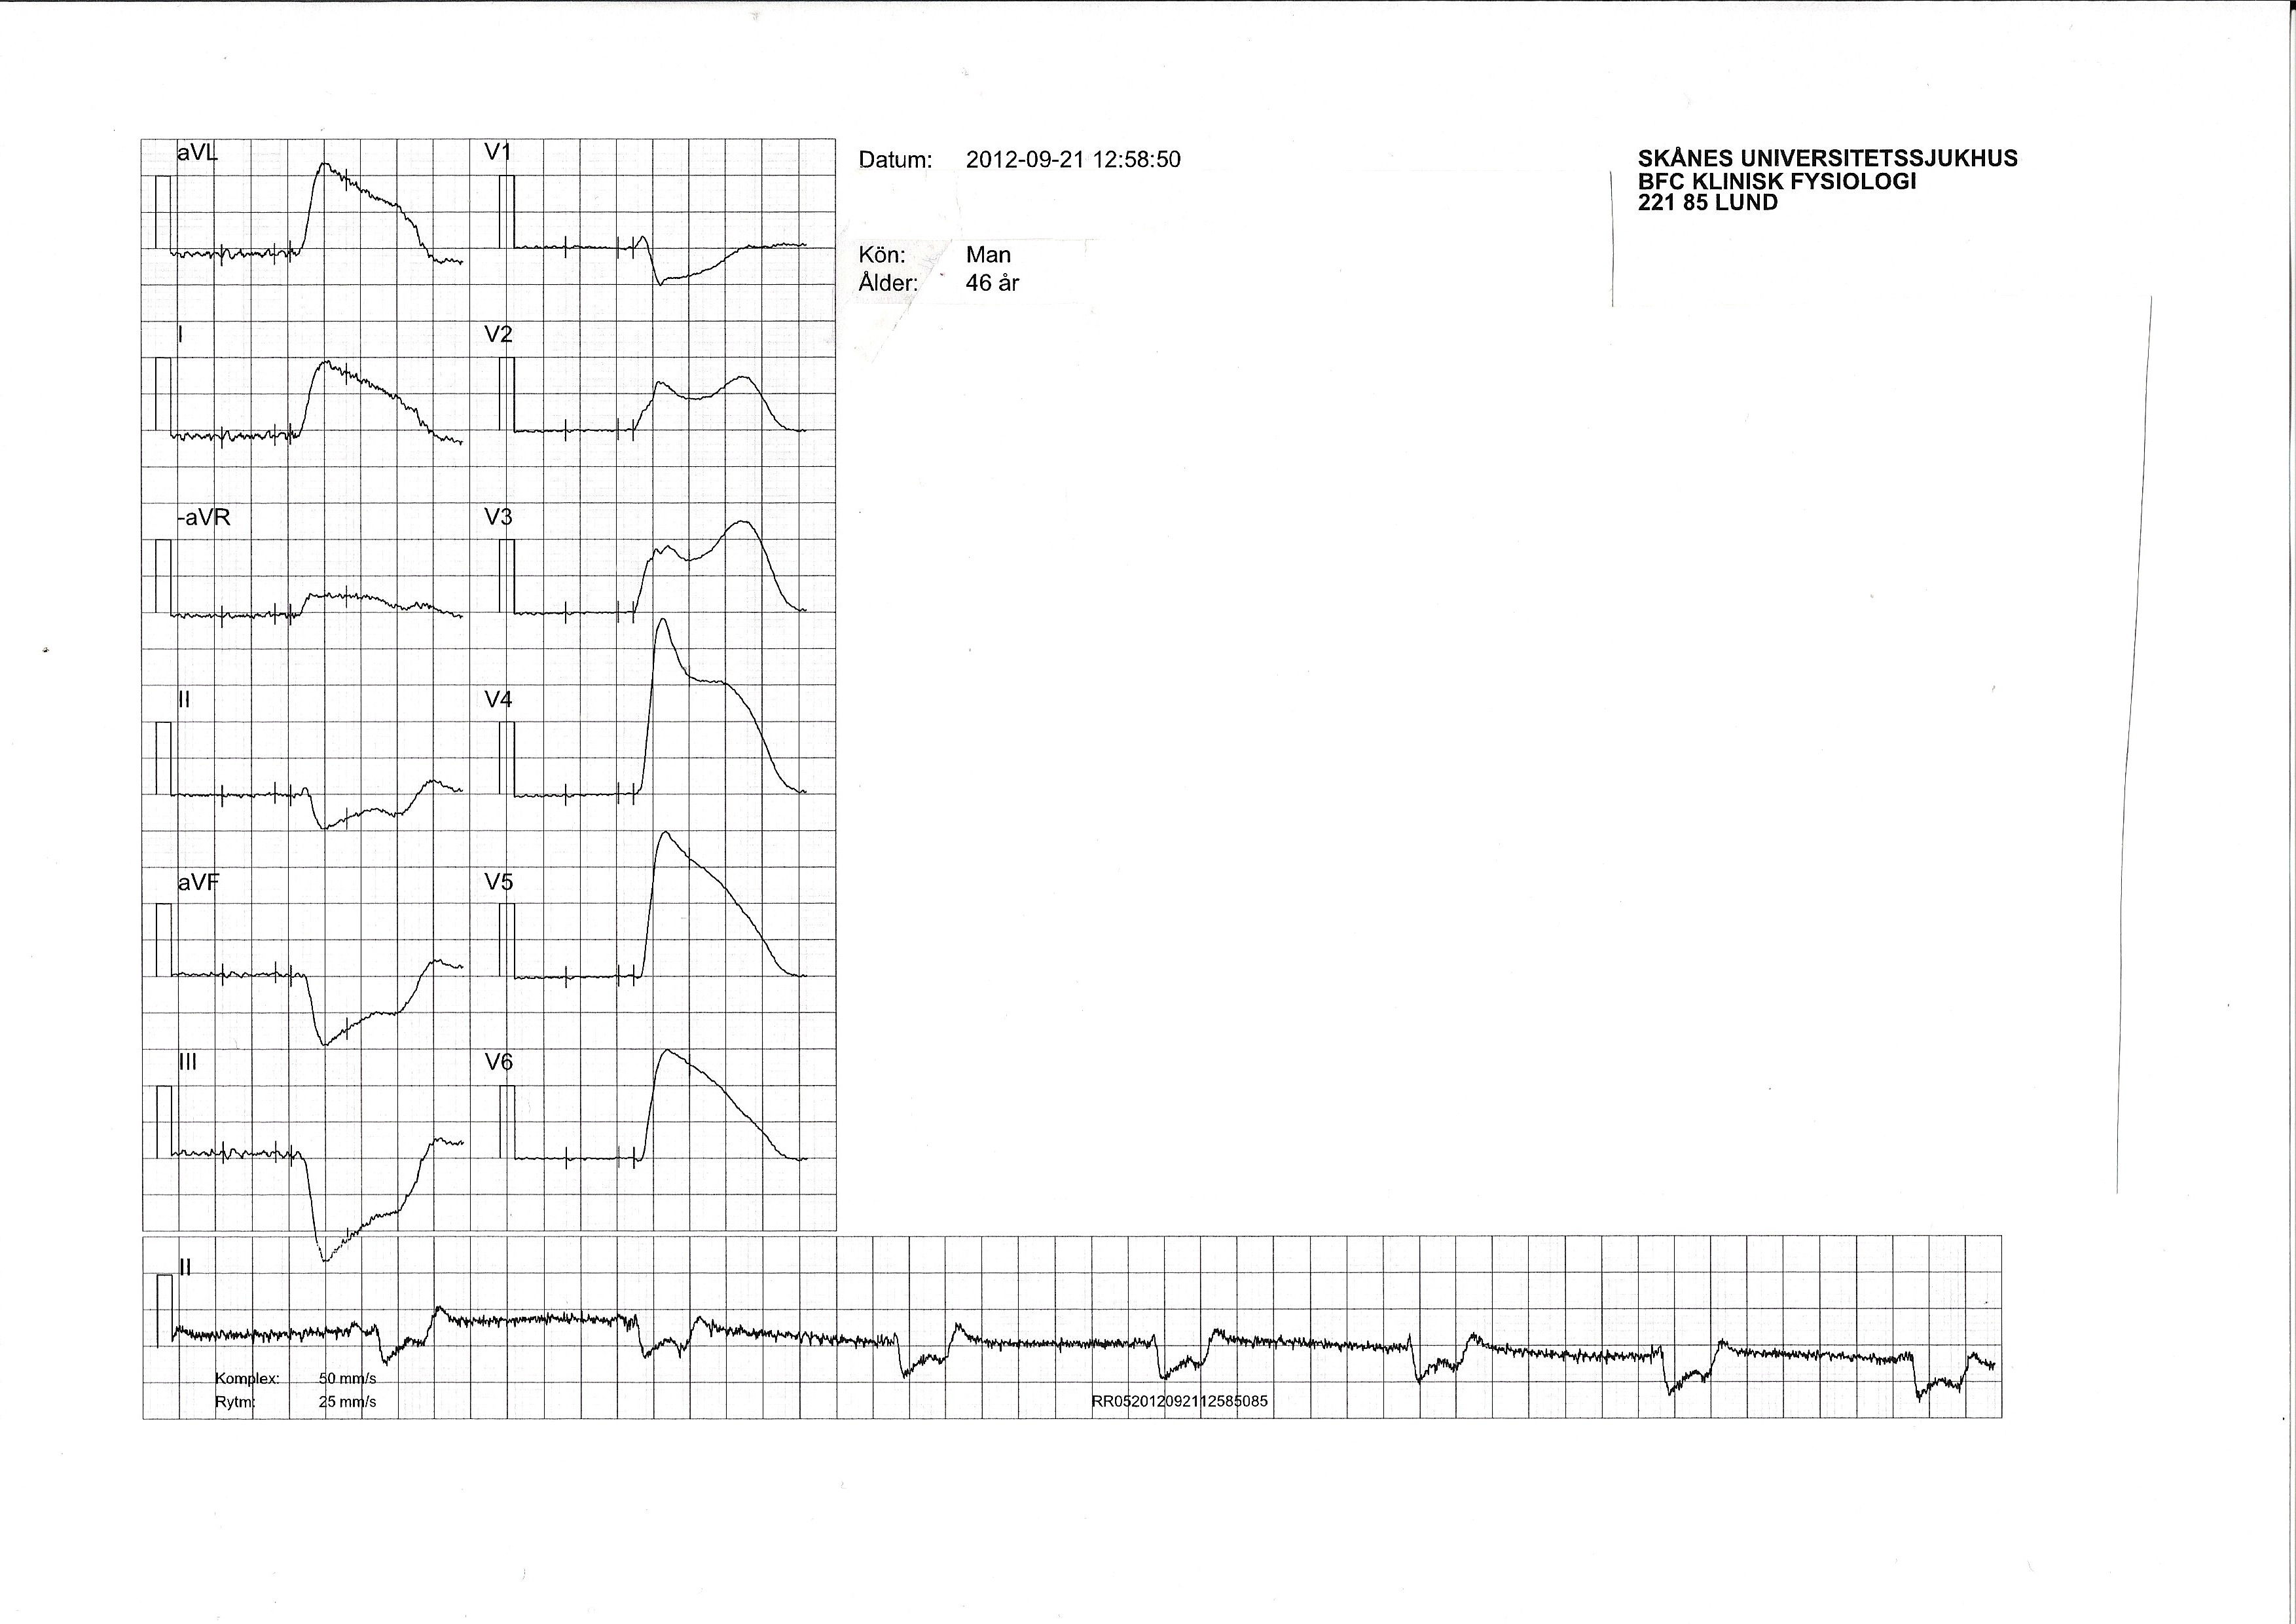 aVL V1
Datum: 2012-09-21 12:58:50
SKÅNES UNIVERSITETSSJUKHUS
BFC KLINISK FYSIOLOGI
221 85 LUND
Kön: Man
Ålder: 46 år
I V2
-aVR V3
II V4
aVF V5
III V6
II
Komplex: 50 mm/s
Rytm: 25 mm/s
RR052012092112585085